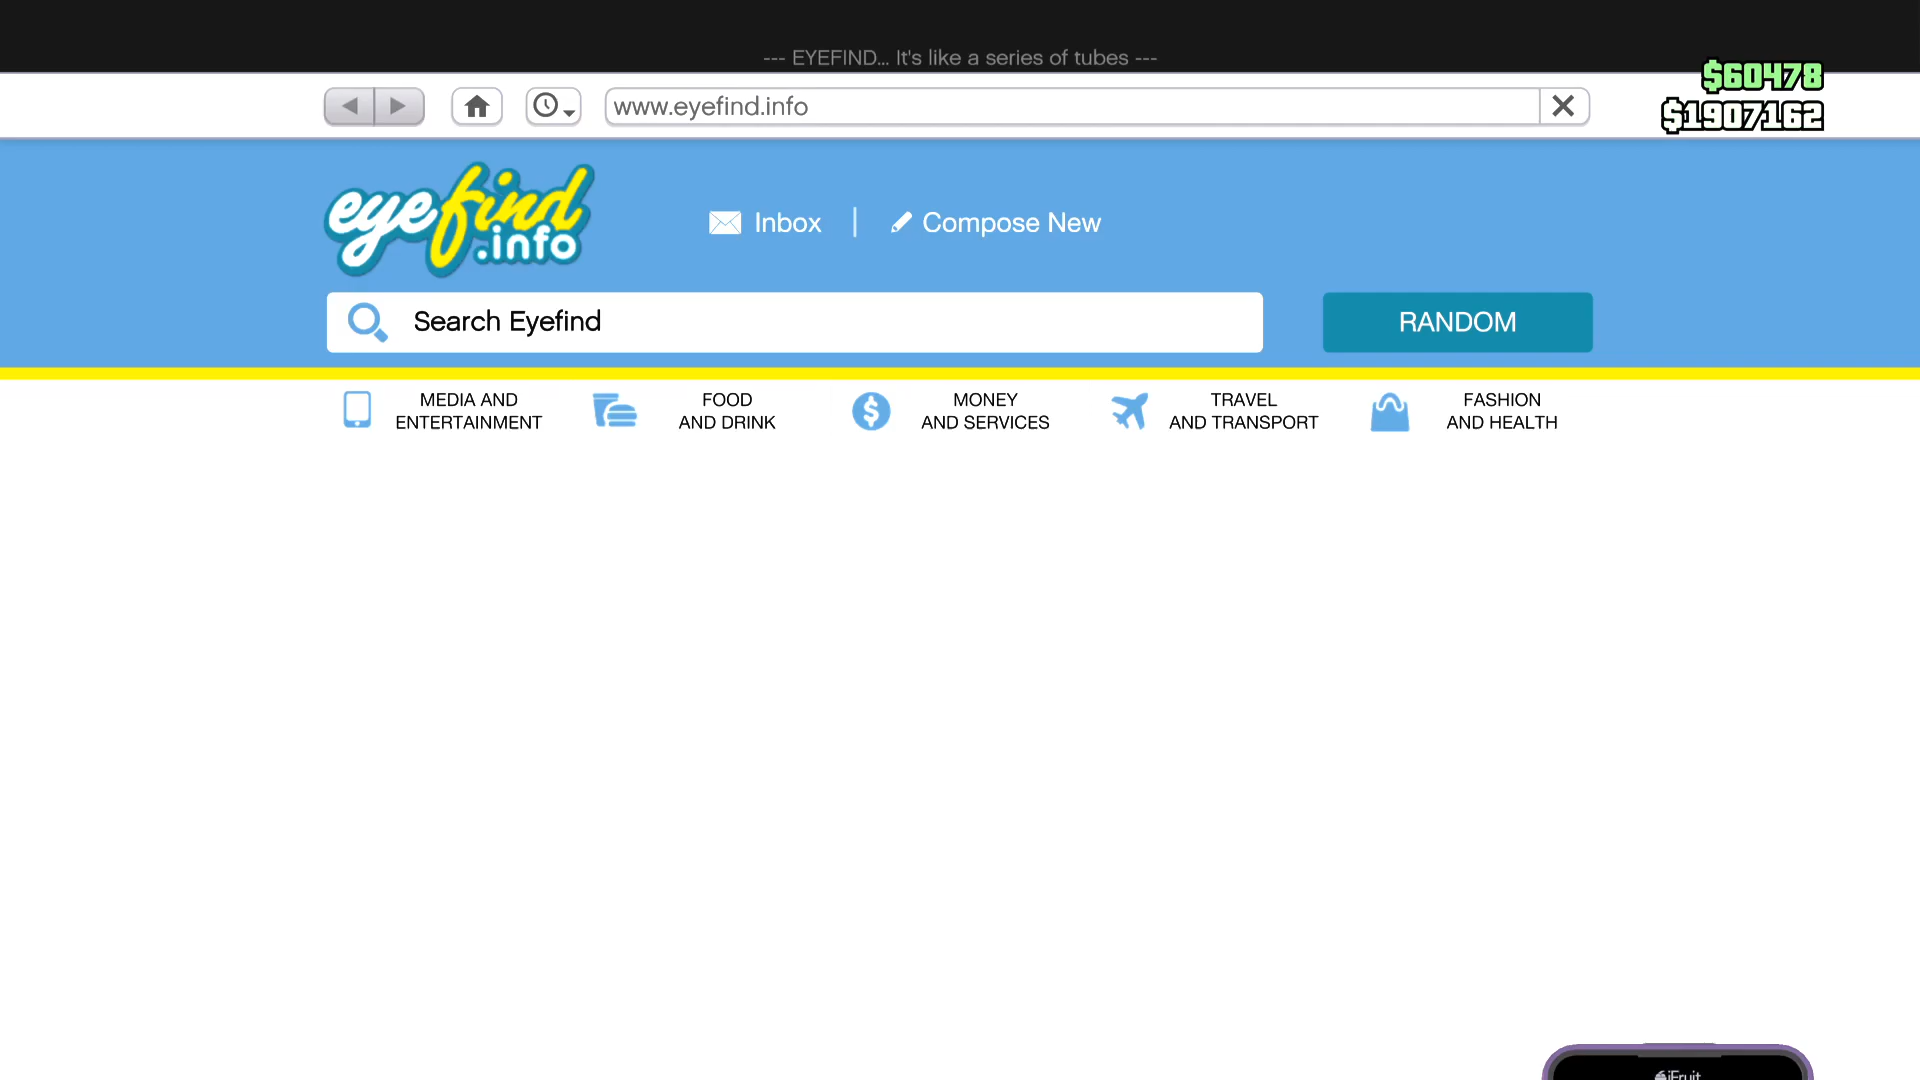 --- EYEFIND... It's like a series of tubes ---
$60478
www.eyefind.info
$1907162
eyefind
.info
Inbox
Compose New
Search Eyefind
RANDOM
MEDIA AND
ENTERTAINMENT
FOOD
AND DRINK
MONEY
AND SERVICES
TRAVEL
AND TRANSPORT
FASHION
AND HEALTH
iFruit